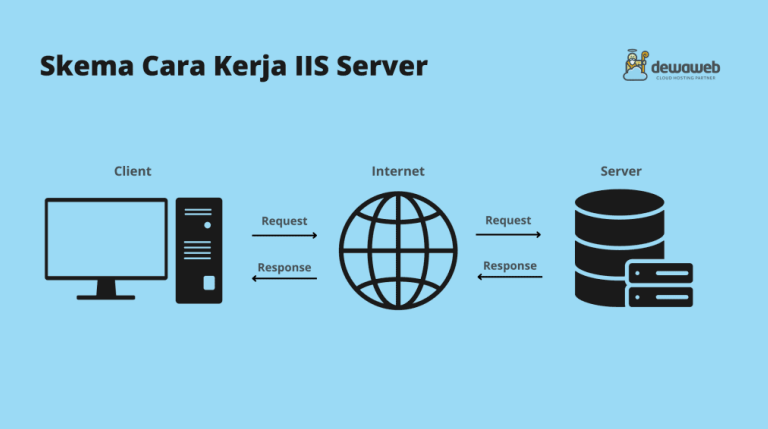 Skema Cara Kerja IIS Server
dewaweb
CLOUD HOSTING PARTNER
Client
Internet
Server
Request
Request
Response
Response